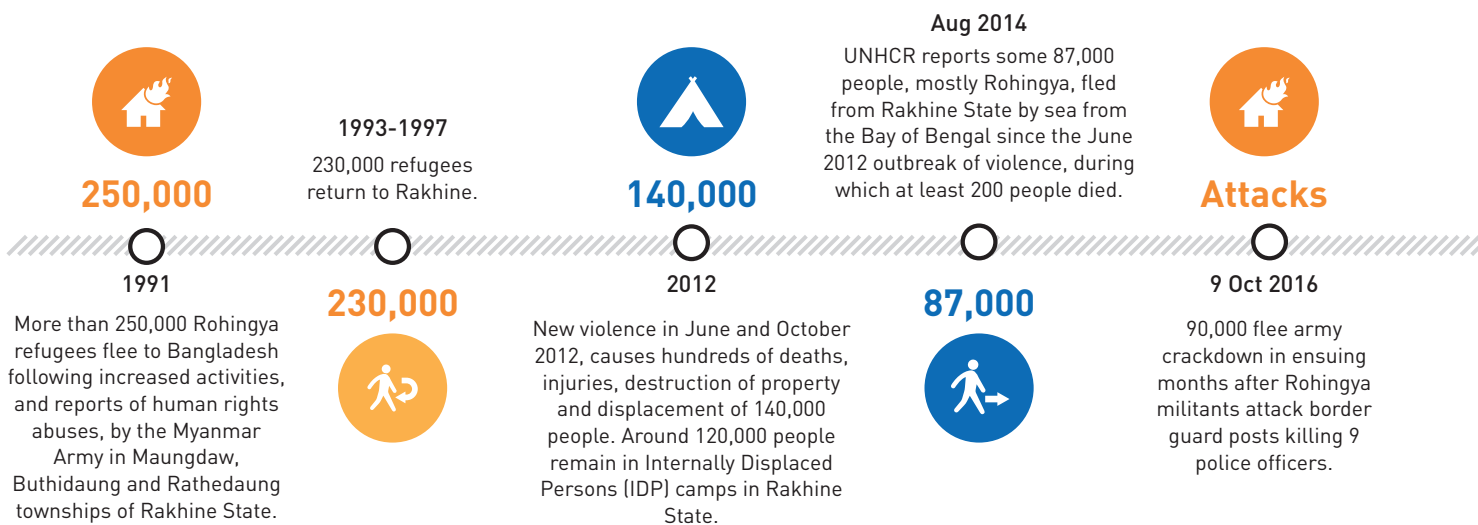 250,000
1991
More than 250,000 Rohingya
refugees flee to Bangladesh
following increased activities,
and reports of human rights
abuses, by the Myanmar
Army in Maungdaw,
Buthidaung and Rathedaung
townships of Rakhine State.
1993-1997
230,000 refugees
return to Rakhine.
230,000
140,000
2012
New violence in June and October
2012, causes hundreds of deaths,
injuries, destruction of property
and displacement of 140,000
people. Around 120,000 people
remain in Internally Displaced
Persons (IDP) camps in Rakhine
State.
Aug 2014
UNHCR reports some 87,000
people, mostly Rohingya, fled
from Rakhine State by sea from
the Bay of Bengal since the June
2012 outbreak of violence, during
which at least 200 people died.
87,000
Attacks
9 Oct 2016
90,000 flee army
crackdown in ensuing
months after Rohingya
militants attack border
guard posts killing 9
police officers.